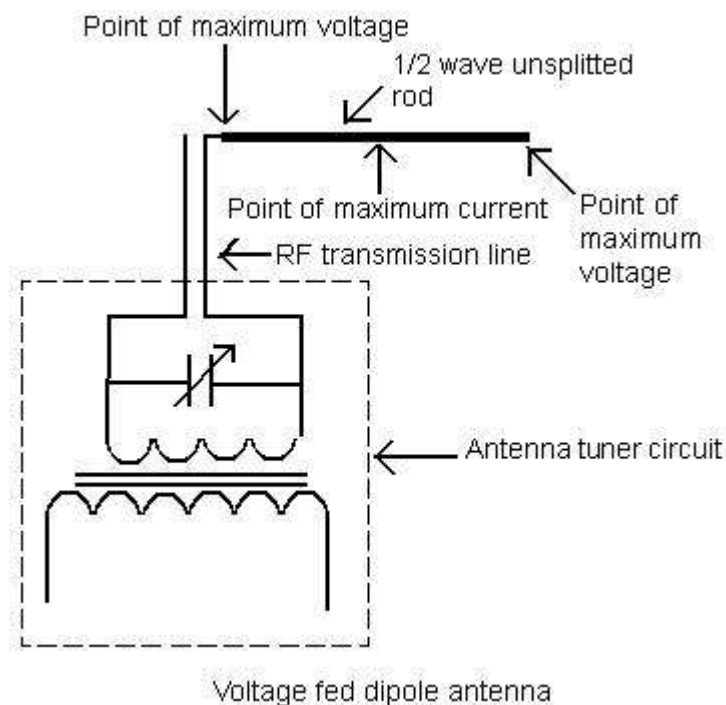 Point of maximum voltage
1/2 wave unsplitted
rod
Point of maximum current
Point of
maximum
voltage
RF transmission line
Antenna tuner circuit
Voltage fed dipole antenna